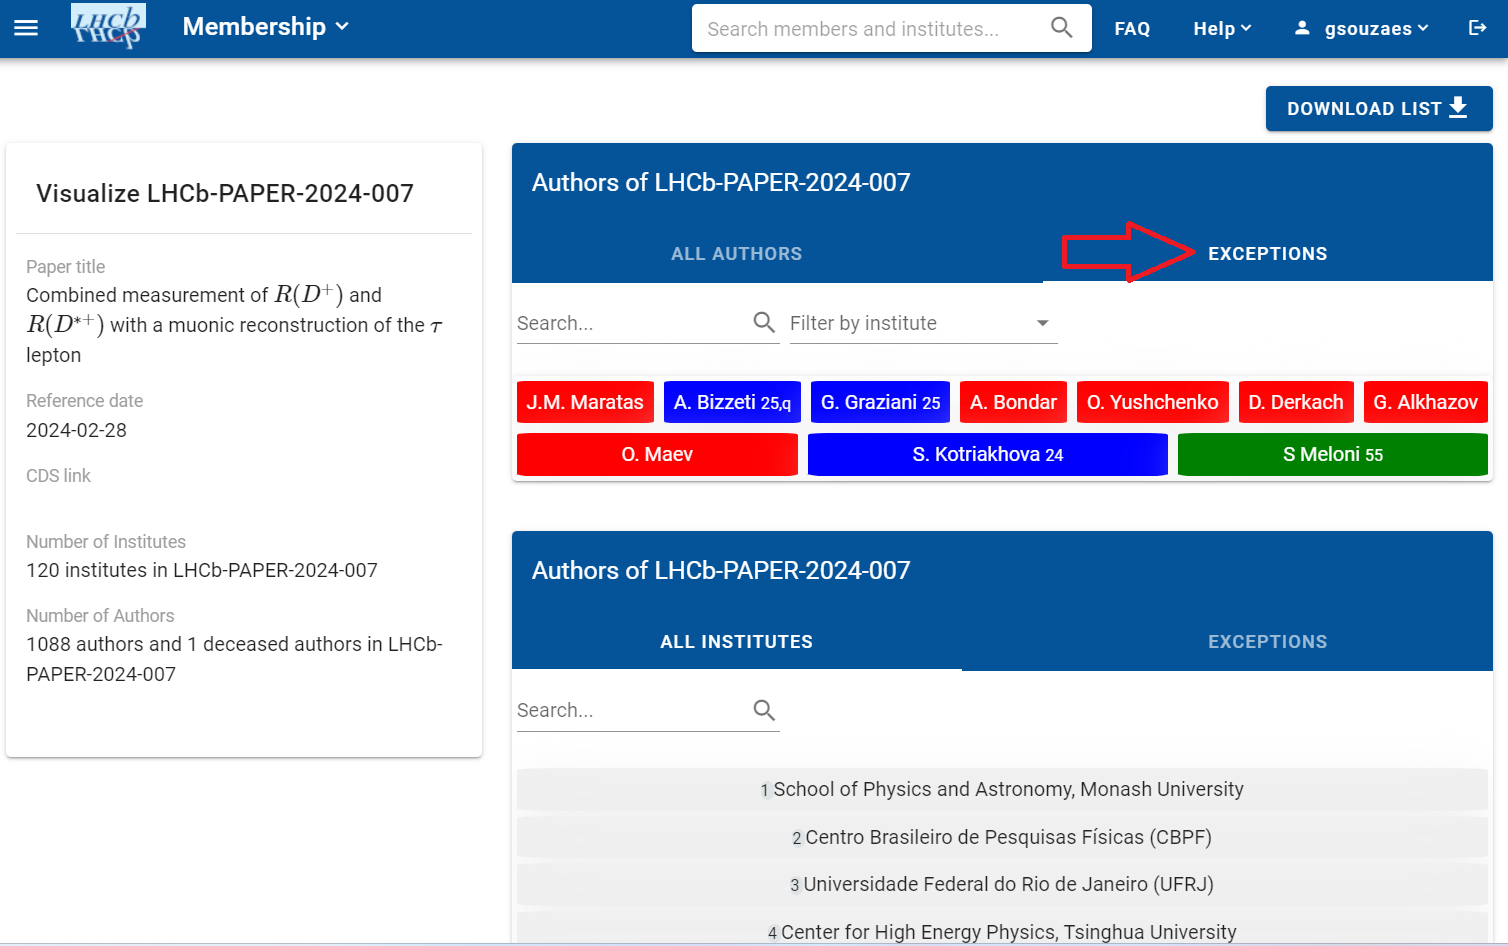 LHCb
ГНСр
Membership
Search members and institutes...
FAQ
Help
gsouzaes
DOWNLOAD LIST
Visualize LHCb-PAPER-2024-007
Paper title
Combined measurement of R(D⁺) and
R(D*⁺) with a muonic reconstruction of the τ
lepton
Reference date
2024-02-28
CDS link
Number of Institutes
120 institutes in LHCb-PAPER-2024-007
Number of Authors
1088 authors and 1 deceased authors in LHCb-
PAPER-2024-007
Authors of LHCb-PAPER-2024-007
ALL AUTHORS
EXCEPTIONS
Search...
Filter by institute
J.M. Maratas
A. Bizzeti 25,q
G. Graziani 25
A. Bondar
O. Yushchenko
D. Derkach
G. Alkhazov
O. Maev
S. Kotriakhova 24
S Meloni 55
Authors of LHCb-PAPER-2024-007
ALL INSTITUTES
EXCEPTIONS
Search...
1 School of Physics and Astronomy, Monash University
2 Centro Brasileiro de Pesquisas Físicas (CBPF)
3 Universidade Federal do Rio de Janeiro (UFRJ)
4 Center for High Energy Physics, Tsinghua University